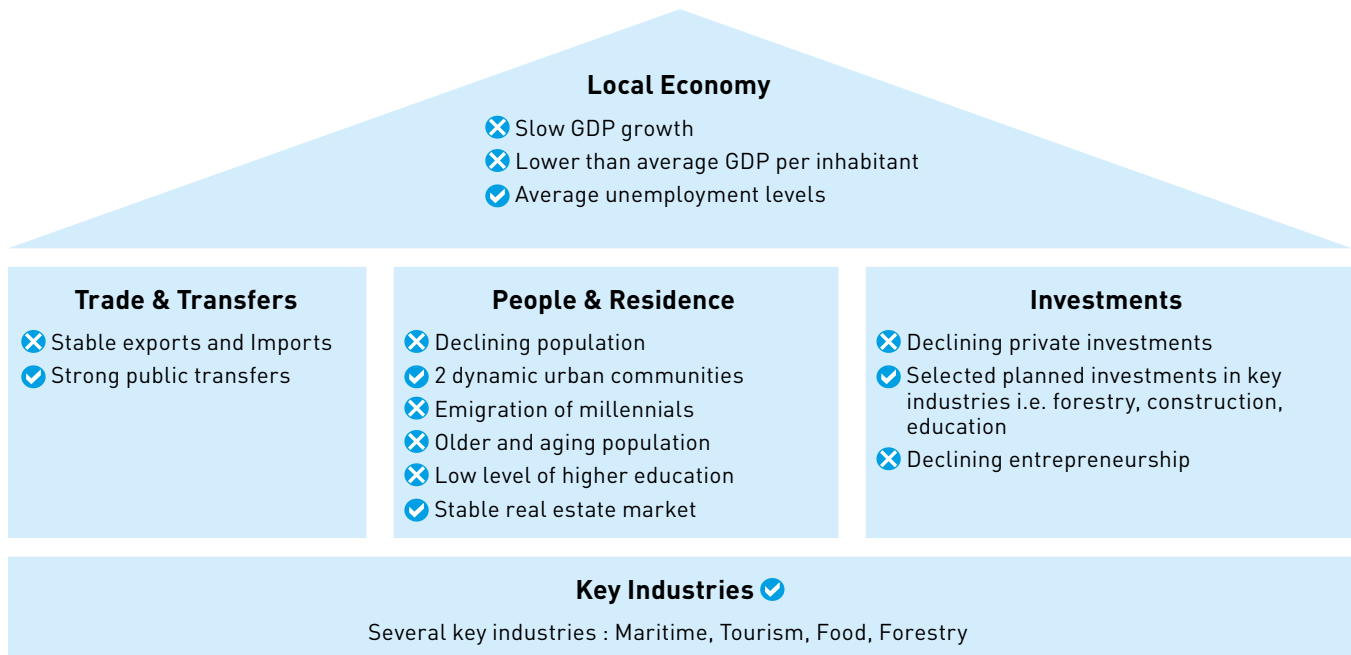 Local Economy
Slow GDP growth
Lower than average GDP per inhabitant
Average unemployment levels
Trade & Transfers
Stable exports and Imports
Strong public transfers
People & Residence
Declining population
2 dynamic urban communities
Emigration of millennials
Older and aging population
Low level of higher education
Stable real estate market
Investments
Declining private investments
Selected planned investments in key
industries i.e. forestry, construction,
education
Declining entrepreneurship
Key Industries
Several key industries : Maritime, Tourism, Food, Forestry